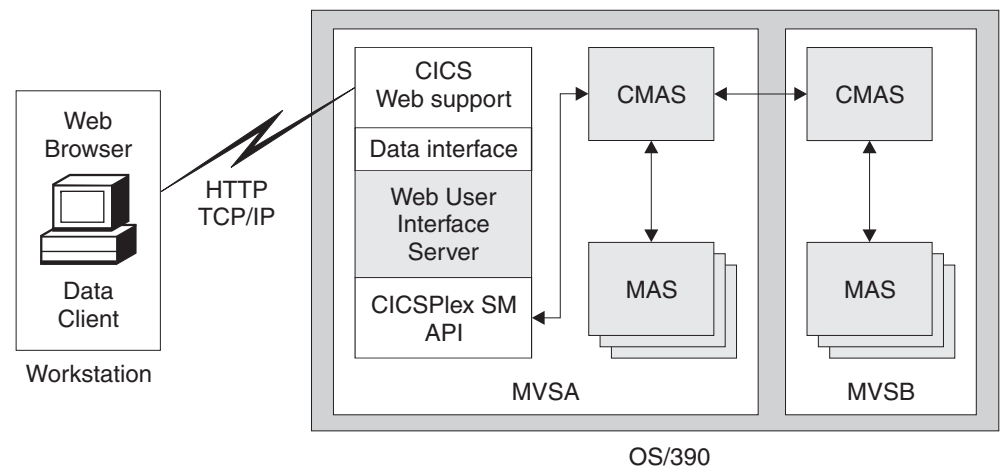 Web
Browser
Data
Client
Workstation
HTTP
TCP/IP
CICS
Web support
Data interface
Web User
Interface
Server
CICSPlex SM
API
CMAS
MAS
MVSA
CMAS
MAS
MVSB
OS/390